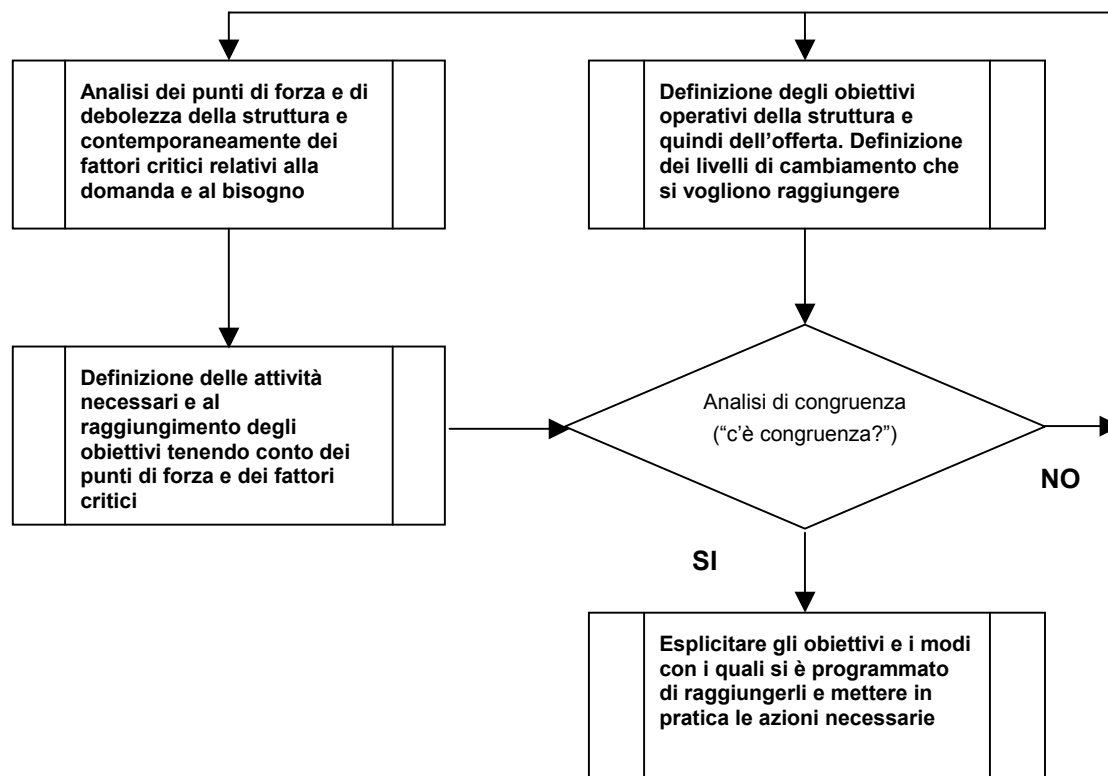 Analisi dei punti di forza e di
debolezza della struttura e
contemporaneamente dei
fattori critici relativi alla
domanda e al bisogno
Definizione degli obiettivi
operativi della struttura e
quindi dell’offerta. Definizione
dei livelli di cambiamento che
si vogliono raggiungere
Definizione delle attività
necessari e al
raggiungimento degli
obiettivi tenendo conto dei
punti di forza e dei fattori
critici
Analisi di congruenza
(“c’è congruenza?”)
NO
SI
Esplicitare gli obiettivi e i modi
con i quali si è programmato
di raggiungerli e mettere in
pratica le azioni necessarie